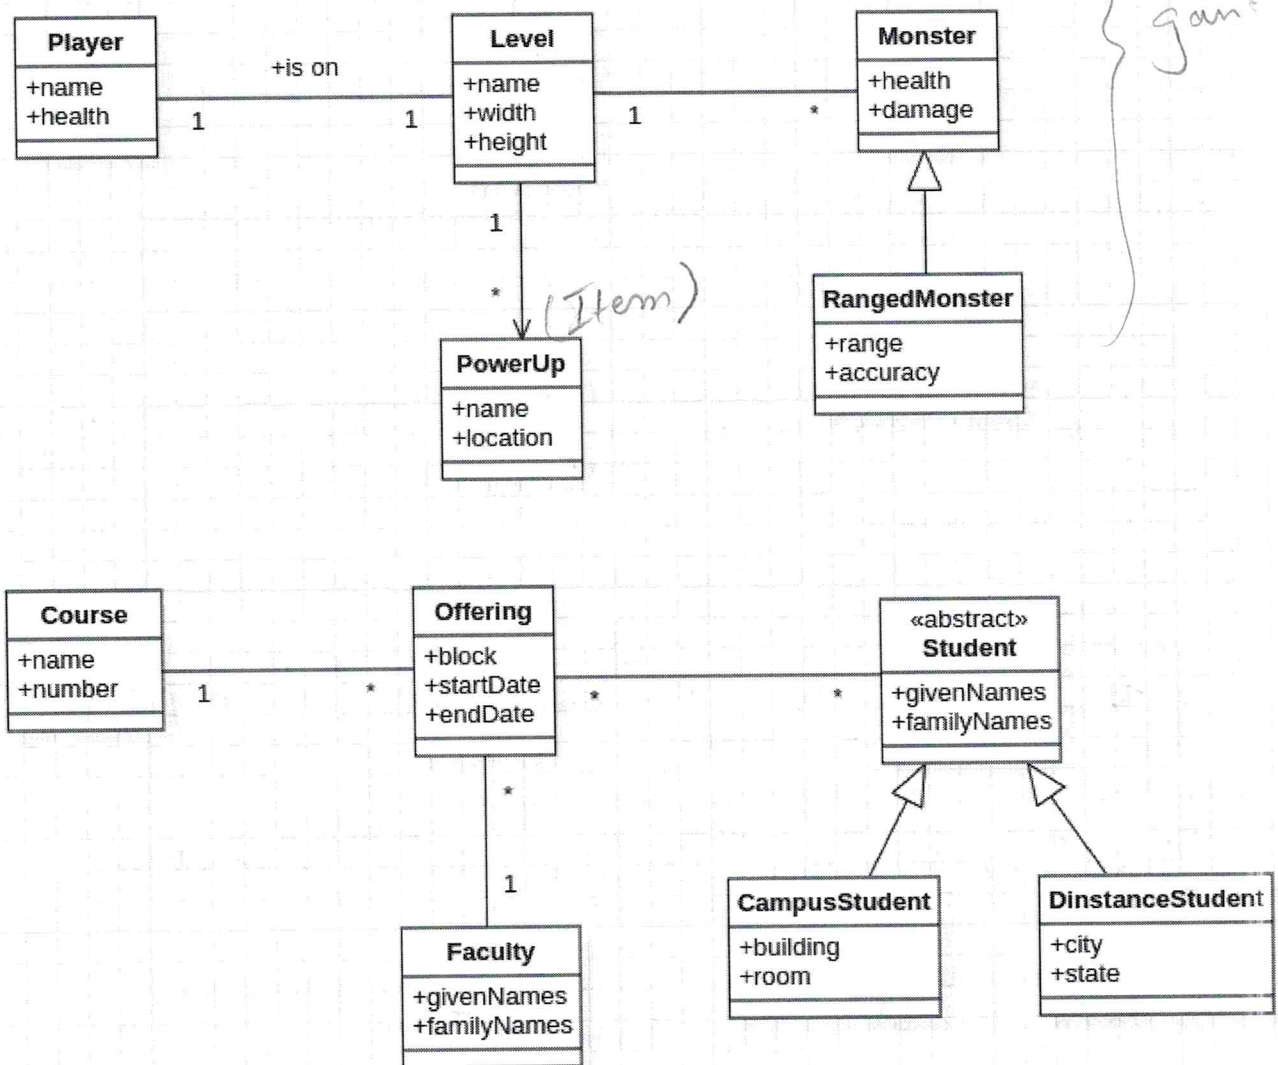 Player
+name
+health
+is on
1
1
Level
+name
+width
+height
1
*
Monster
+health
+damage
1
*
(Item)
PowerUp
+name
+location
RangedMonster
+range
+accuracy
Course
+name
+number
1
*
Offering
+block
+startDate
+endDate
*
*
«abstract»
Student
+givenNames
+familyNames
*
1
Faculty
+givenNames
+familyNames
CampusStudent
+building
+room
DinstanceStudent
+city
+state